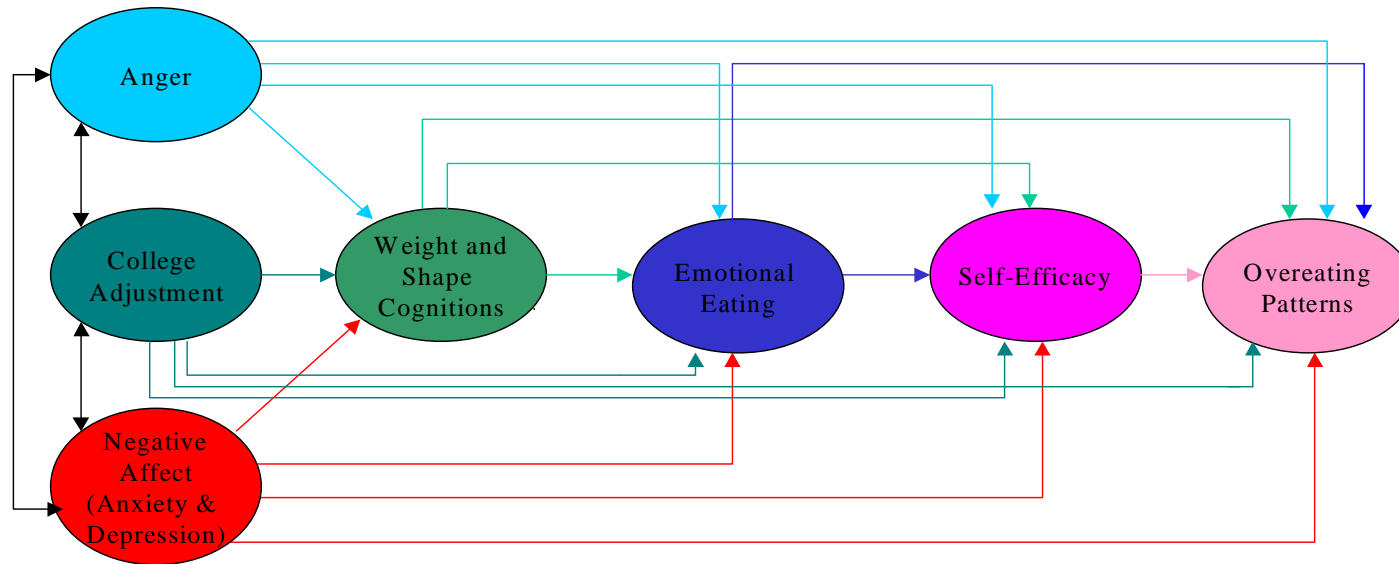 Anger
College
Adjustment
Weight and
Shape
Cognitions
Emotional
Eating
Self-Efficacy
Overeating
Patterns
Negative
Affect
(Anxiety &
Depression)